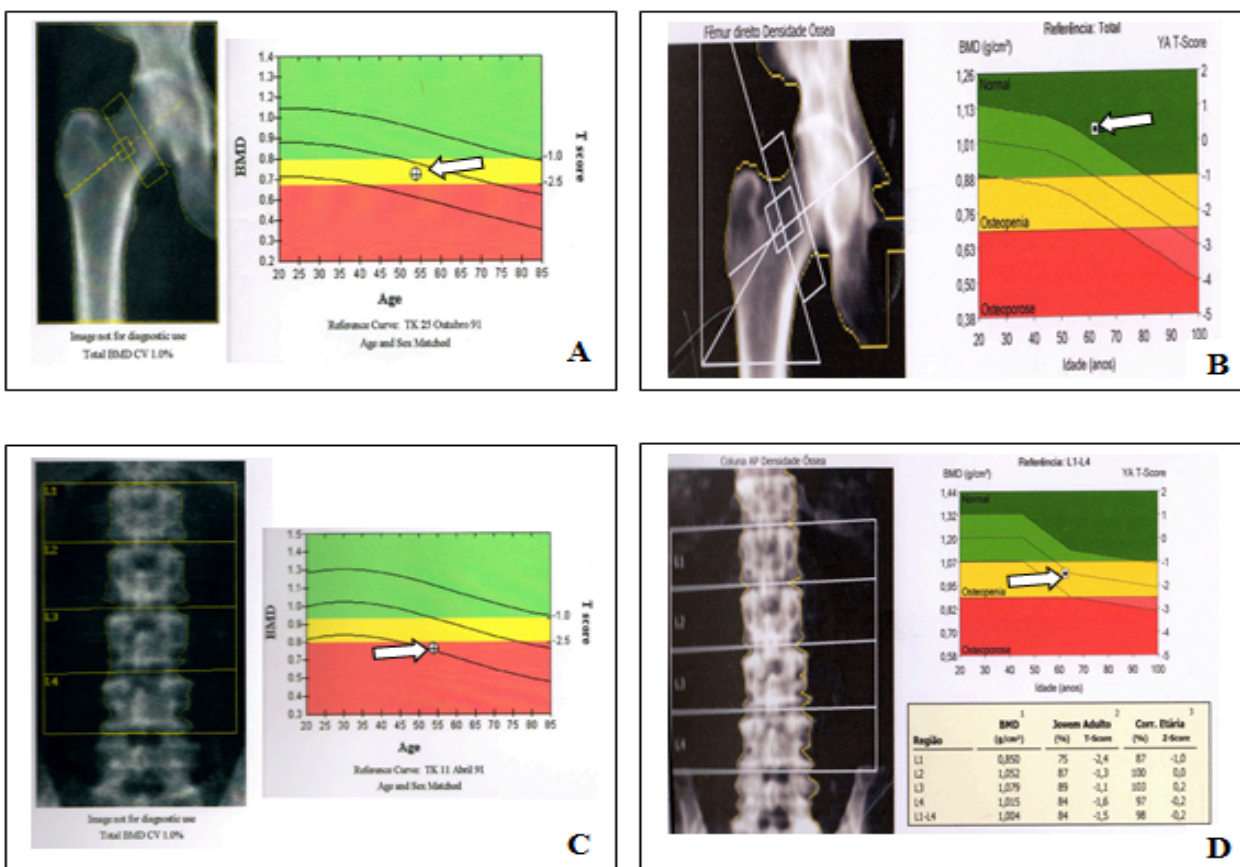 1.4
1.3
1.2
1.1
1.0
0.9
0.8
0.7
0.6
0.5
0.4
0.3
0.2
BMD
T score
-1.0
-2.5
20 25 30 35 40 45 50 55 60 65 70 75 80 85
Age
Reference Curve: TK 25 Outubro 91
Age and Sex Matched
Image not for diagnostic use
Total BMD CV 1.0%
A
Fêmur direito Densidade Óssea
Referência: Total
BMD (g/cm²)
YA T-Score
1,26
1,13
1,01
0,88
0,75
0,63
0,50
0,38
Normal
Osteopenia
Osteoporose
2
1
0
-1
-2
-3
-4
-5
20 30 40 50 60 70 80 90 100
Idade (anos)
B
L1
L2
L3
L4
1.5
1.4
1.3
1.2
1.1
1.0
0.9
0.8
0.7
0.6
0.5
0.4
0.3
BMD
T score
-1.0
-2.5
20 25 30 35 40 45 50 55 60 65 70 75 80 85
Age
Reference Curve: TK 11 Abril 91
Age and Sex Matched
Image not for diagnostic use
Total BMD CV 1.0%
C
Coluna AP Densidade Óssea
L1
L2
L3
L4
Referência: L1-L4
BMD (g/cm²)
YA T-Score
1,44
1,32
1,20
1,07
0,95
0,82
0,70
0,58
Normal
Osteopenia
Osteoporose
2
1
0
-1
-2
-3
-4
-5
20 30 40 50 60 70 80 90 100
Idade (anos)
1 2 3
BMD Jovem Adulto Corr. Etária
Região (g/cm²) (%) T-Score (%) Z-Score
L1 0,850 75 -2,4 87 -1,0
L2 1,052 87 -1,3 100 0,0
L3 1,079 89 -1,1 103 0,2
L4 1,015 84 -1,6 97 -0,2
L1-L4 1,004 84 -1,5 98 -0,2
D